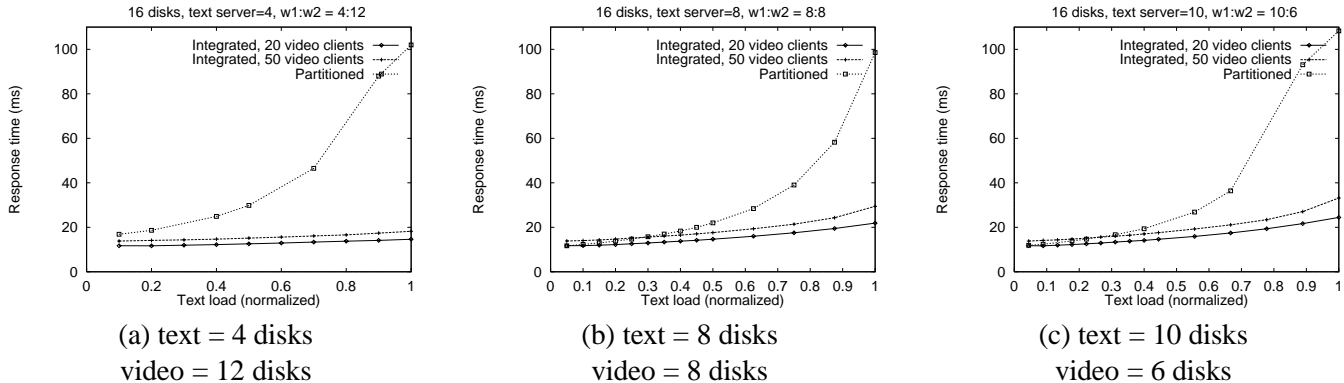 16 disks, text server=4, w1:w2 = 4:12
Integrated, 20 video clients
Integrated, 50 video clients
Partitioned
Response time (ms)
100
80
60
40
20
0
0 0.2 0.4 0.6 0.8 1
Text load (normalized)
(a) text = 4 disks
video = 12 disks
16 disks, text server=8, w1:w2 = 8:8
Integrated, 20 video clients
Integrated, 50 video clients
Partitioned
Response time (ms)
100
80
60
40
20
0
0 0.1 0.2 0.3 0.4 0.5 0.6 0.7 0.8 0.9 1
Text load (normalized)
(b) text = 8 disks
video = 8 disks
16 disks, text server=10, w1:w2 = 10:6
Integrated, 20 video clients
Integrated, 50 video clients
Partitioned
Response time (ms)
100
80
60
40
20
0
0 0.1 0.2 0.3 0.4 0.5 0.6 0.7 0.8 0.9 1
Text load (normalized)
(c) text = 10 disks
video = 6 disks